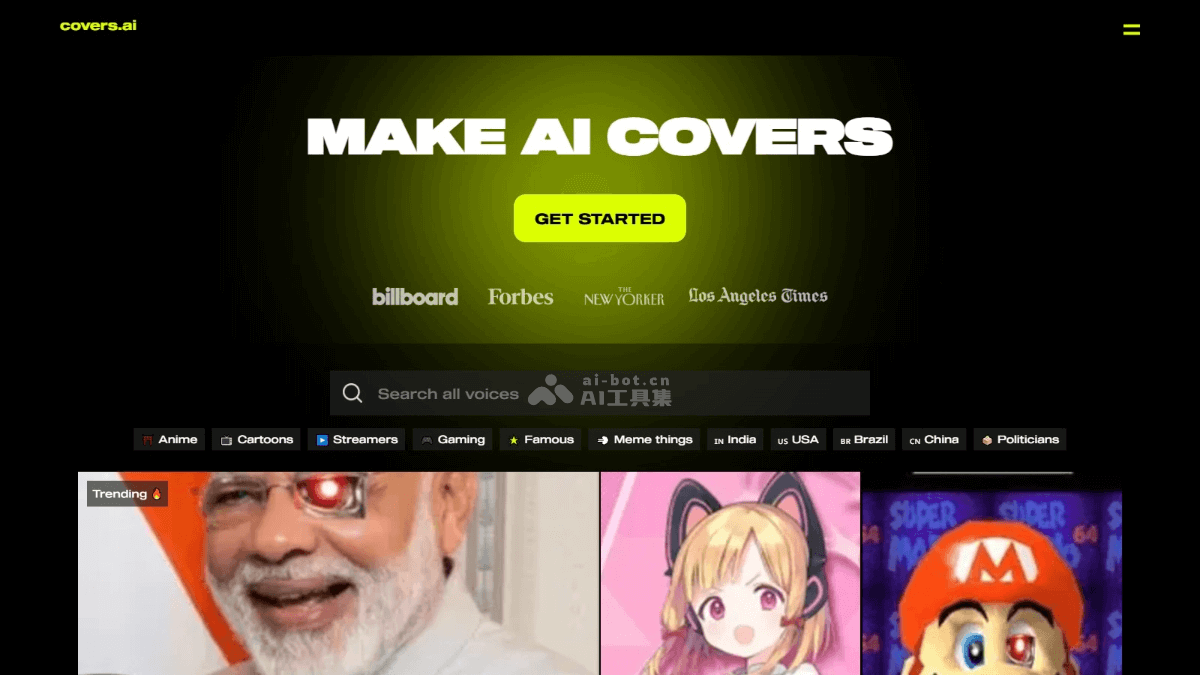 covers.ai
MAKE AI COVERS
GET STARTED
billboard Forbes THE NEW YORKER Los Angeles Times
Search all voices
ai-bot.cn
AI工具集
Anime Cartoons Streamers Gaming Famous Meme things IN India US USA BR Brazil CN China Politicians
Trending
SUPER SUPER
64 64
M
64